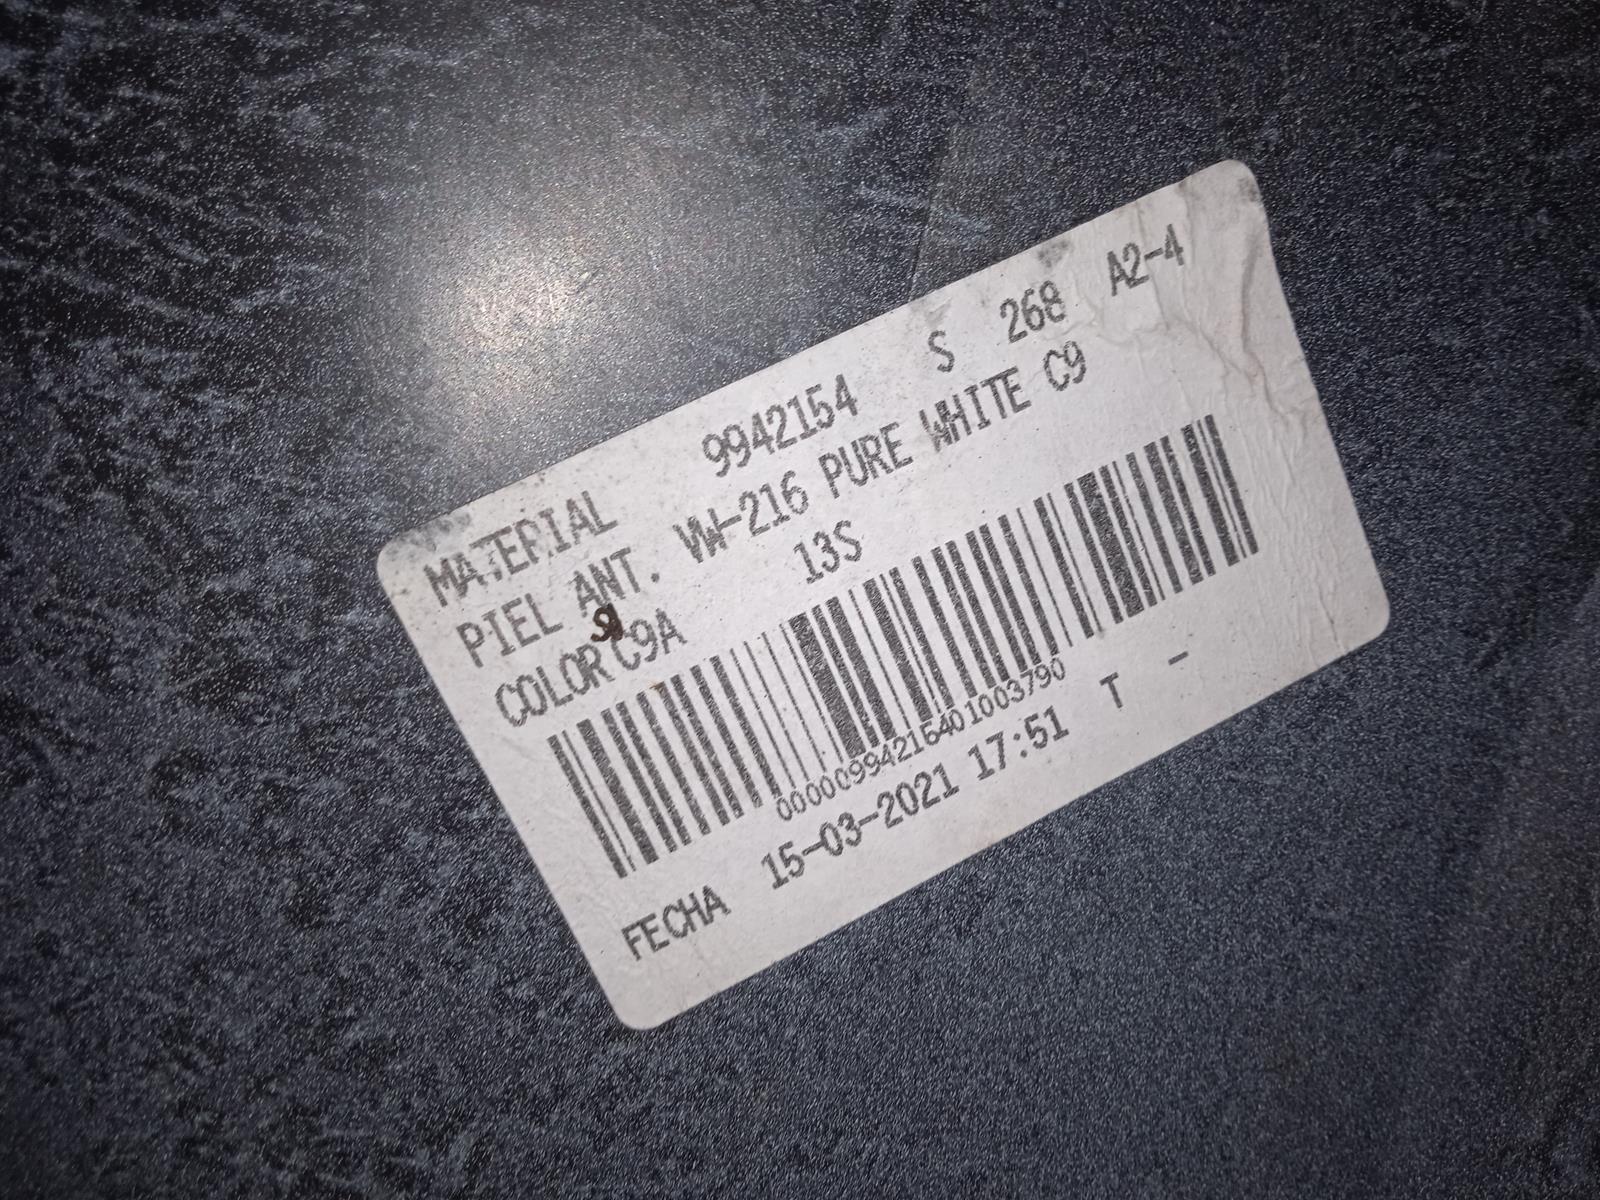 MATERIAL 9942154 S 268 A2-4
PIEL ANT. VW-216 PURE WHITE C9
COLOR C9A 13S
00000994215401003790
FECHA 15-03-2021 17:51 T -